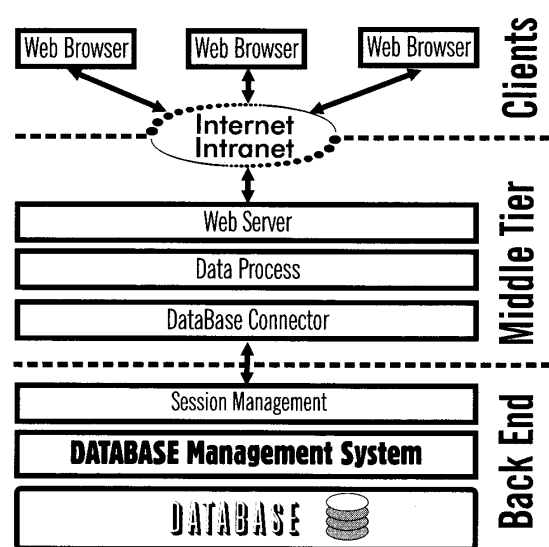 Web Browser
Web Browser
Web Browser
Clients
Internet
Intranet
Web Server
Data Process
DataBase Connector
Middle Tier
Session Management
DATABASE Management System
DATABASE
Back End